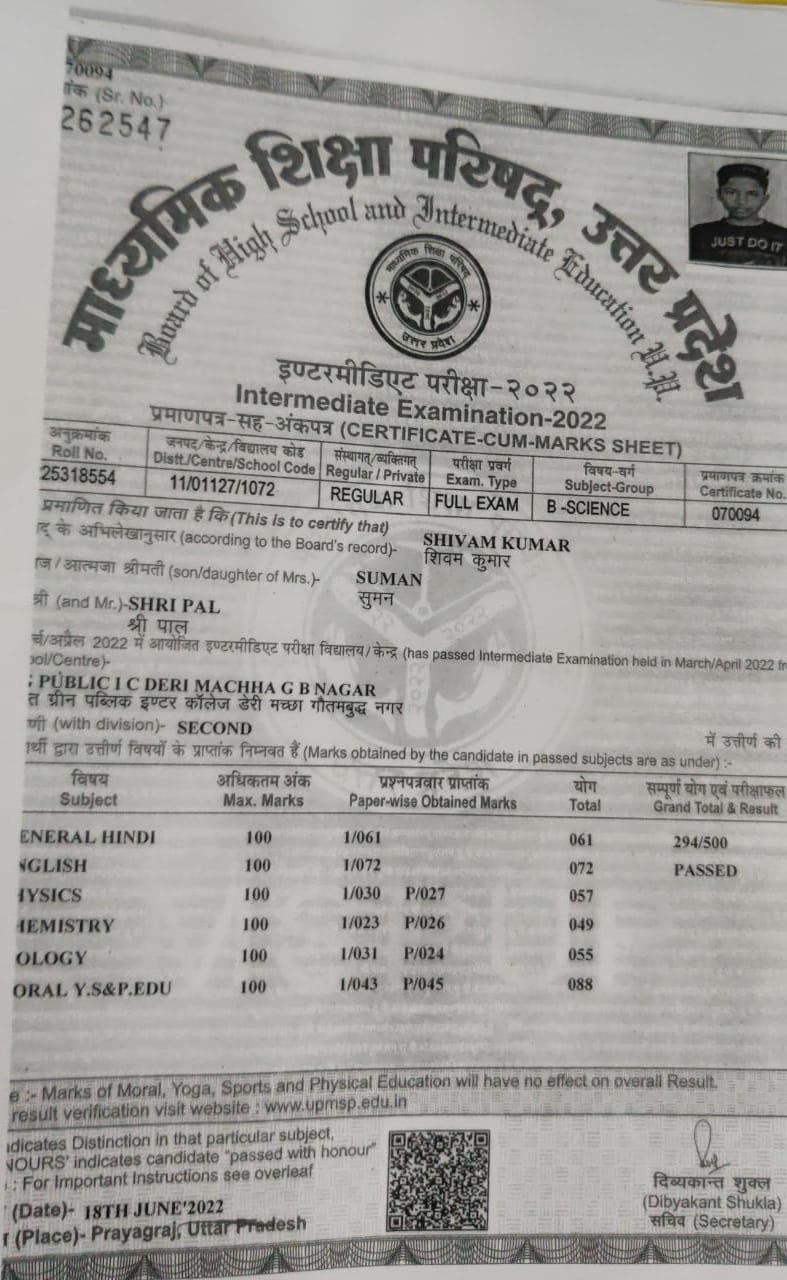 70094
ांक (Sr. No.)
262547
माध्यमिक शिक्षा परिषद्, उत्तर प्रदेश
Board of High School and Intermediate Education U.P.
JUST DO IT
माध्यमिक शिक्षा परिषद
उत्तर प्रदेश
इण्टरमीडिएट परीक्षा-२०२२
Intermediate Examination-2022
प्रमाणपत्र-सह-अंकपत्र (CERTIFICATE-CUM-MARKS SHEET)
अनुक्रमांक जनपद/केन्द्र/विद्यालय कोड संस्थागत/व्यक्तिगत परीक्षा प्रवर्ग विषय-वर्ग प्रमाणपत्र क्रमांक
Roll No. Distt./Centre/School Code Regular / Private Exam. Type Subject-Group Certificate No.
25318554 11/01127/1072 REGULAR FULL EXAM B -SCIENCE 070094
प्रमाणित किया जाता है कि (This is to certify that)
द् के अभिलेखानुसार (according to the Board's record)- SHIVAM KUMAR
शिवम कुमार
ज / आत्मजा श्रीमती (son/daughter of Mrs.)- SUMAN
सुमन
श्री (and Mr.)-SHRI PAL
श्री पाल
र्च/अप्रैल 2022 में आयोजित इण्टरमीडिएट परीक्षा विद्यालय/केन्द्र (has passed Intermediate Examination held in March/April 2022 fr
ool/Centre)-
PUBLIC I C DERI MACHHA G B NAGAR
त ग्रीन पब्लिक इण्टर कॉलेज डेरी मच्छा गौतमबुद्ध नगर
णी (with division)- SECOND में उत्तीर्ण की
ार्थी द्वारा उत्तीर्ण विषयों के प्राप्तांक निम्नवत हैं (Marks obtained by the candidate in passed subjects are as under) :-
विषय अधिकतम अंक प्रश्नपत्रवार प्राप्तांक योग सम्पूर्ण योग एवं परीक्षाफल
Subject Max. Marks Paper-wise Obtained Marks Total Grand Total & Result
ENERAL HINDI 100 1/061 061 294/500
NGLISH 100 1/072 072 PASSED
HYSICS 100 1/030 P/027 057
HEMISTRY 100 1/023 P/026 049
OLOGY 100 1/031 P/024 055
ORAL Y.S&P.EDU 100 1/043 P/045 088
e :- Marks of Moral, Yoga, Sports and Physical Education will have no effect on overall Result.
result verification visit website : www.upmsp.edu.in
ndicates Distinction in that particular subject,
NOURS' indicates candidate "passed with honour"
: For Important Instructions see overleaf
(Date)- 18TH JUNE'2022
(Place)- Prayagraj, Uttar Pradesh
दिव्यकान्त शुक्ल
(Dibyakant Shukla)
सचिव (Secretary)